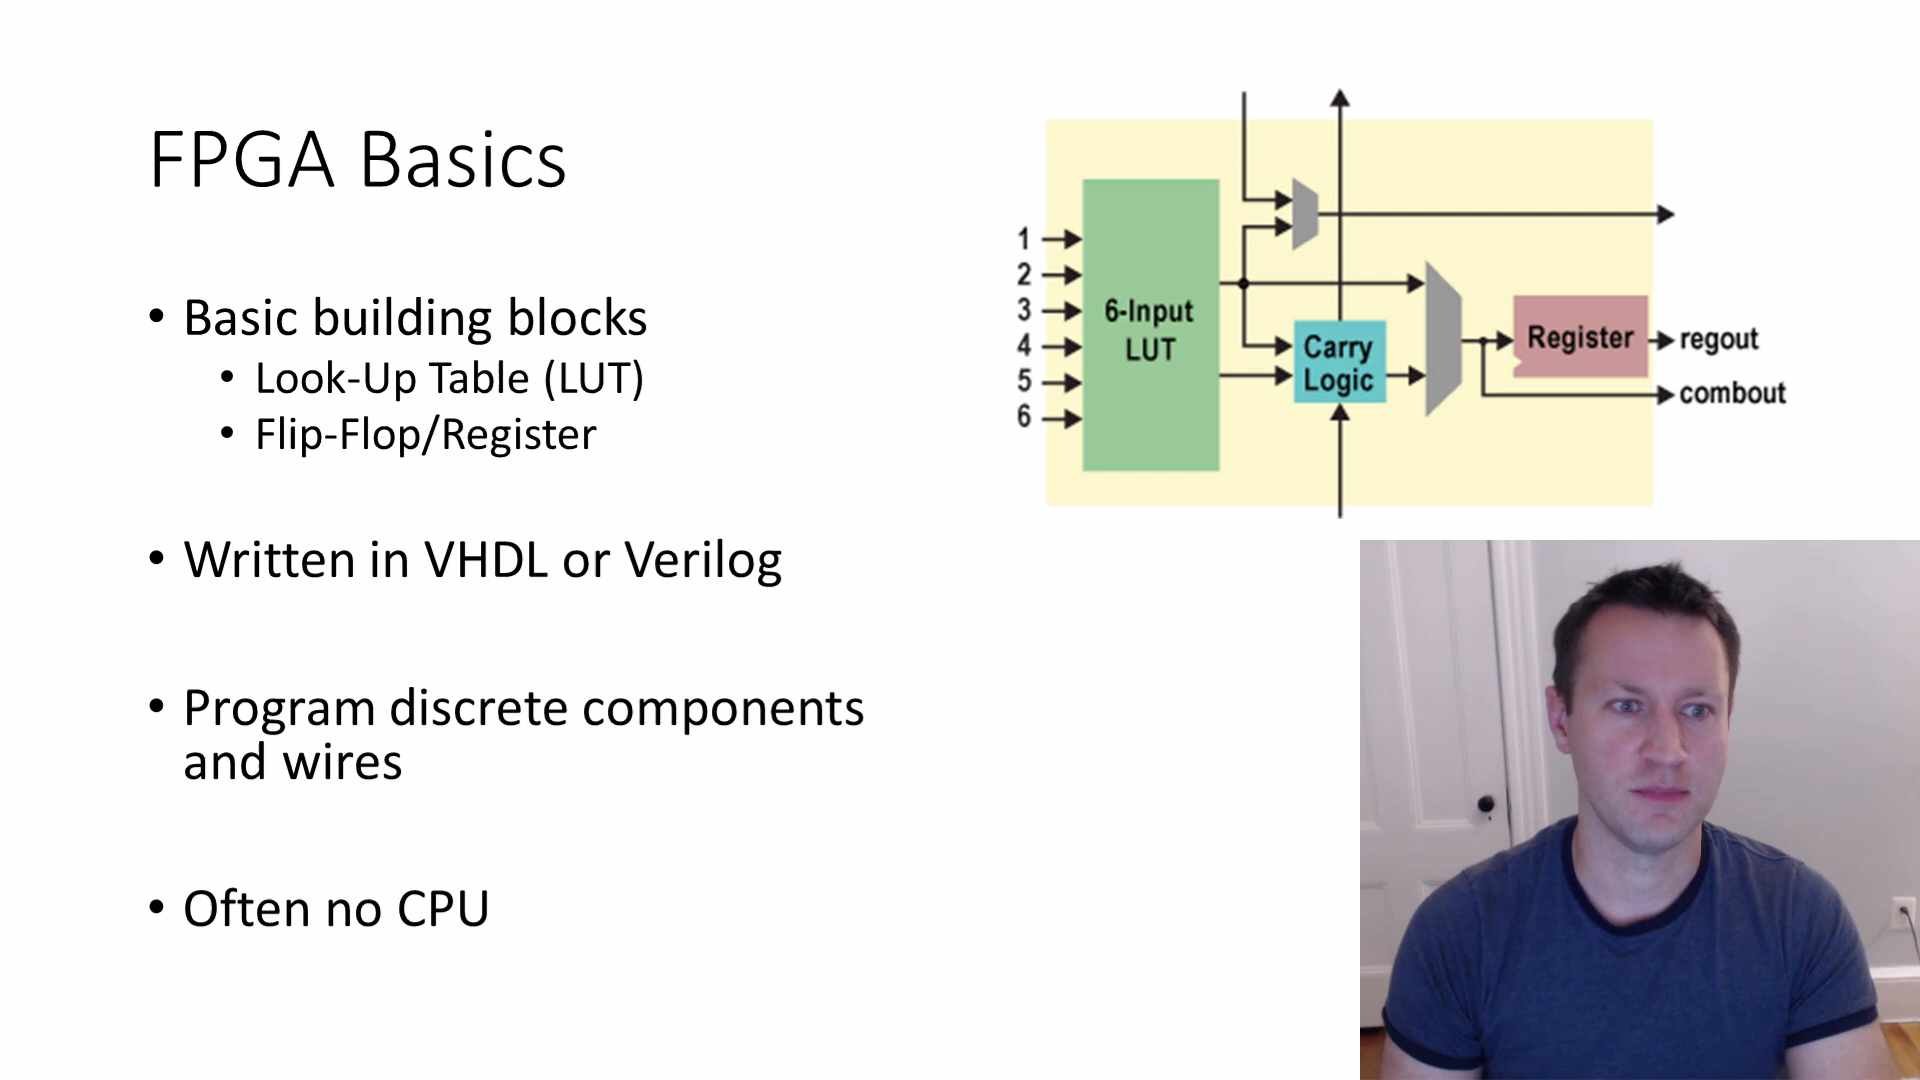 FPGA Basics
• Basic building blocks
• Look-Up Table (LUT)
• Flip-Flop/Register
• Written in VHDL or Verilog
• Program discrete components
and wires
• Often no CPU
1
2
3
4
5
6
6-Input
LUT
Carry
Logic
Register
regout
combout